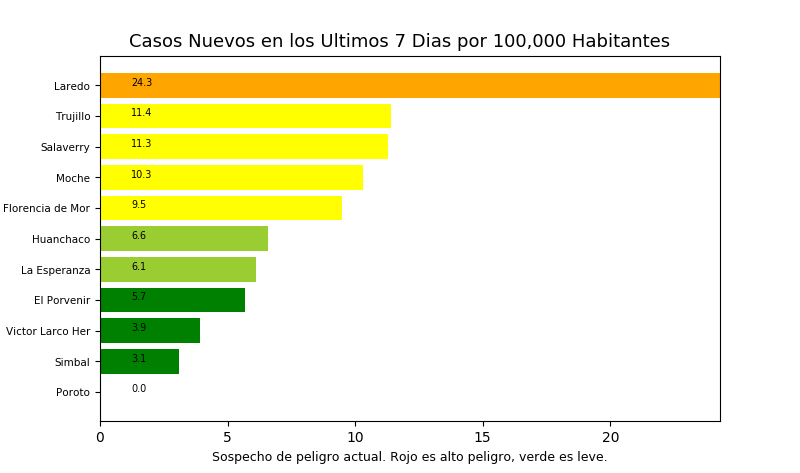 Casos Nuevos en los Ultimos 7 Dias por 100,000 Habitantes
Laredo 24.3
Trujillo 11.4
Salaverry 11.3
Moche 10.3
Florencia de Mor 9.5
Huanchaco 6.6
La Esperanza 6.1
El Porvenir 5.7
Victor Larco Her 3.9
Simbal 3.1
Poroto 0.0
0 5 10 15 20
Sospecho de peligro actual. Rojo es alto peligro, verde es leve.